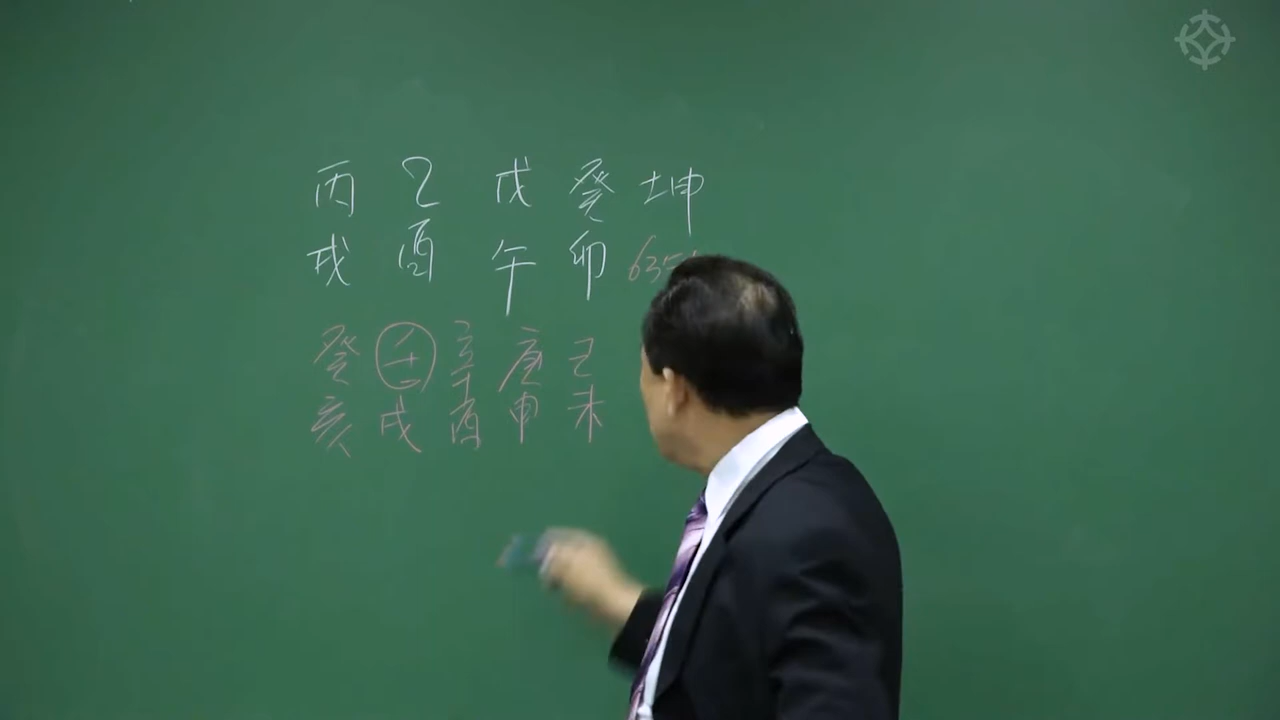 丙 乙 戊 癸 坤
戌 酉 午 卯 635
癸 壬 辛 庚 己
亥 戌 酉 申 未